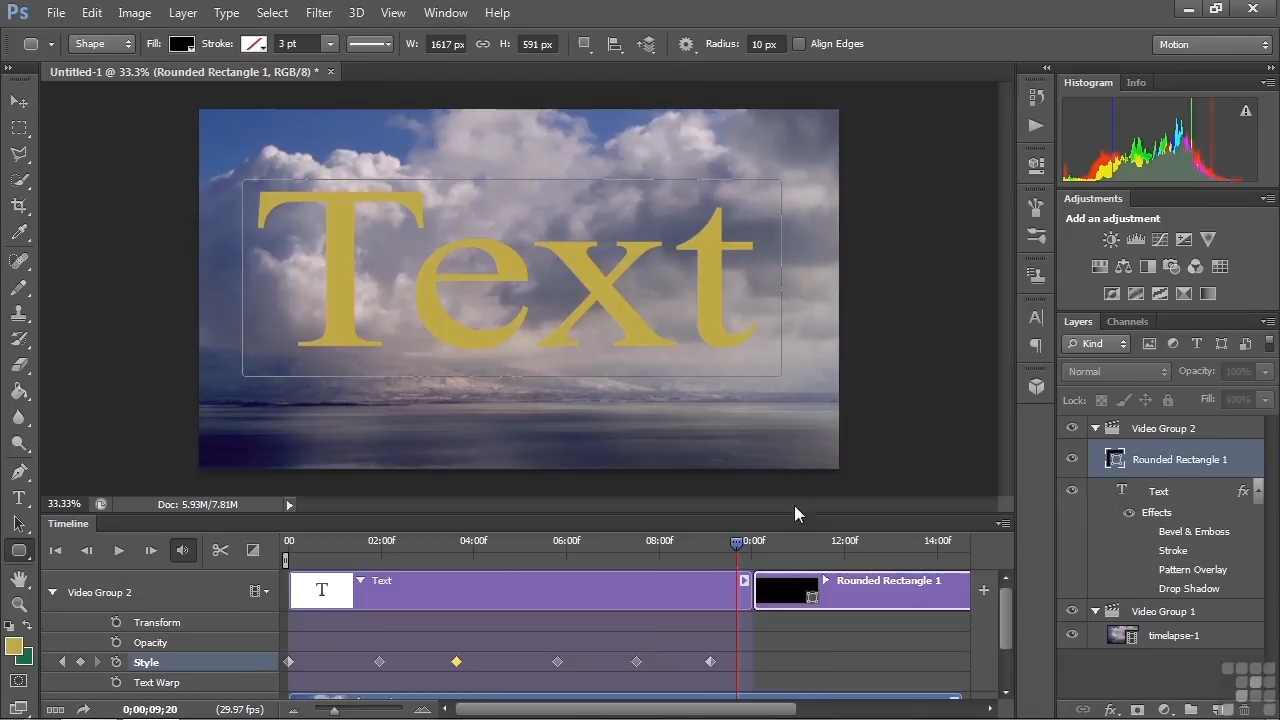 Ps File Edit Image Layer Type Select Filter 3D View Window Help
Shape Fill: Stroke: 3 pt W: 1617 px H: 591 px Radius: 10 px Align Edges Motion
Untitled-1 @ 33.3% (Rounded Rectangle 1, RGB/8) * ×
Histogram Info
Adjustments
Add an adjustment
Text
Layers Channels
Kind
Normal Opacity: 100%
Lock: Fill: 100%
Video Group 2
Rounded Rectangle 1
T Text fx
Effects
Bevel & Emboss
Stroke
Pattern Overlay
Drop Shadow
Video Group 1
timelapse-1
33.33% Doc: 5.93M/7.81M
Timeline
00 02:00f 04:00f 06:00f 08:00f 0:00f 12:00f 14:00f
Video Group 2 T Text Rounded Rectangle 1
Transform
Opacity
Style
Text Warp
0;00;09;20 (29.97 fps)